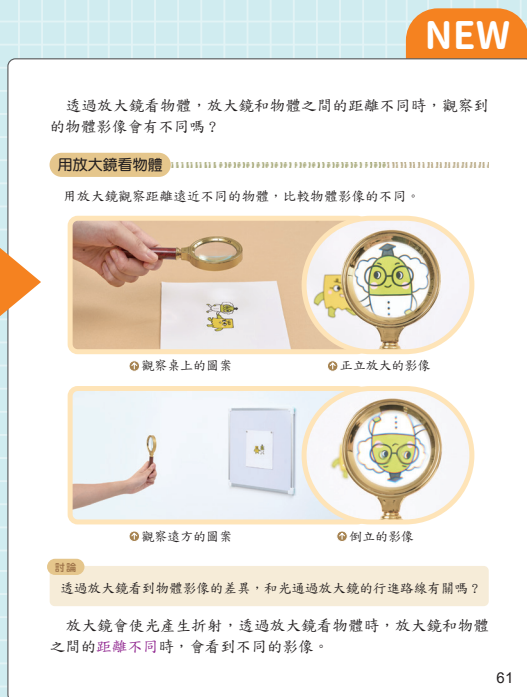 NEW
透過放大鏡看物體，放大鏡和物體之間的距離不同時，觀察到
的物體影像會有不同嗎？
用放大鏡看物體
用放大鏡觀察距離遠近不同的物體，比較物體影像的不同。
觀察桌上的圖案
正立放大的影像
觀察遠方的圖案
倒立的影像
討論
透過放大鏡看到物體影像的差異，和光通過放大鏡的行進路線有關嗎？
放大鏡會使光產生折射，透過放大鏡看物體時，放大鏡和物體
之間的距離不同時，會看到不同的影像。
61